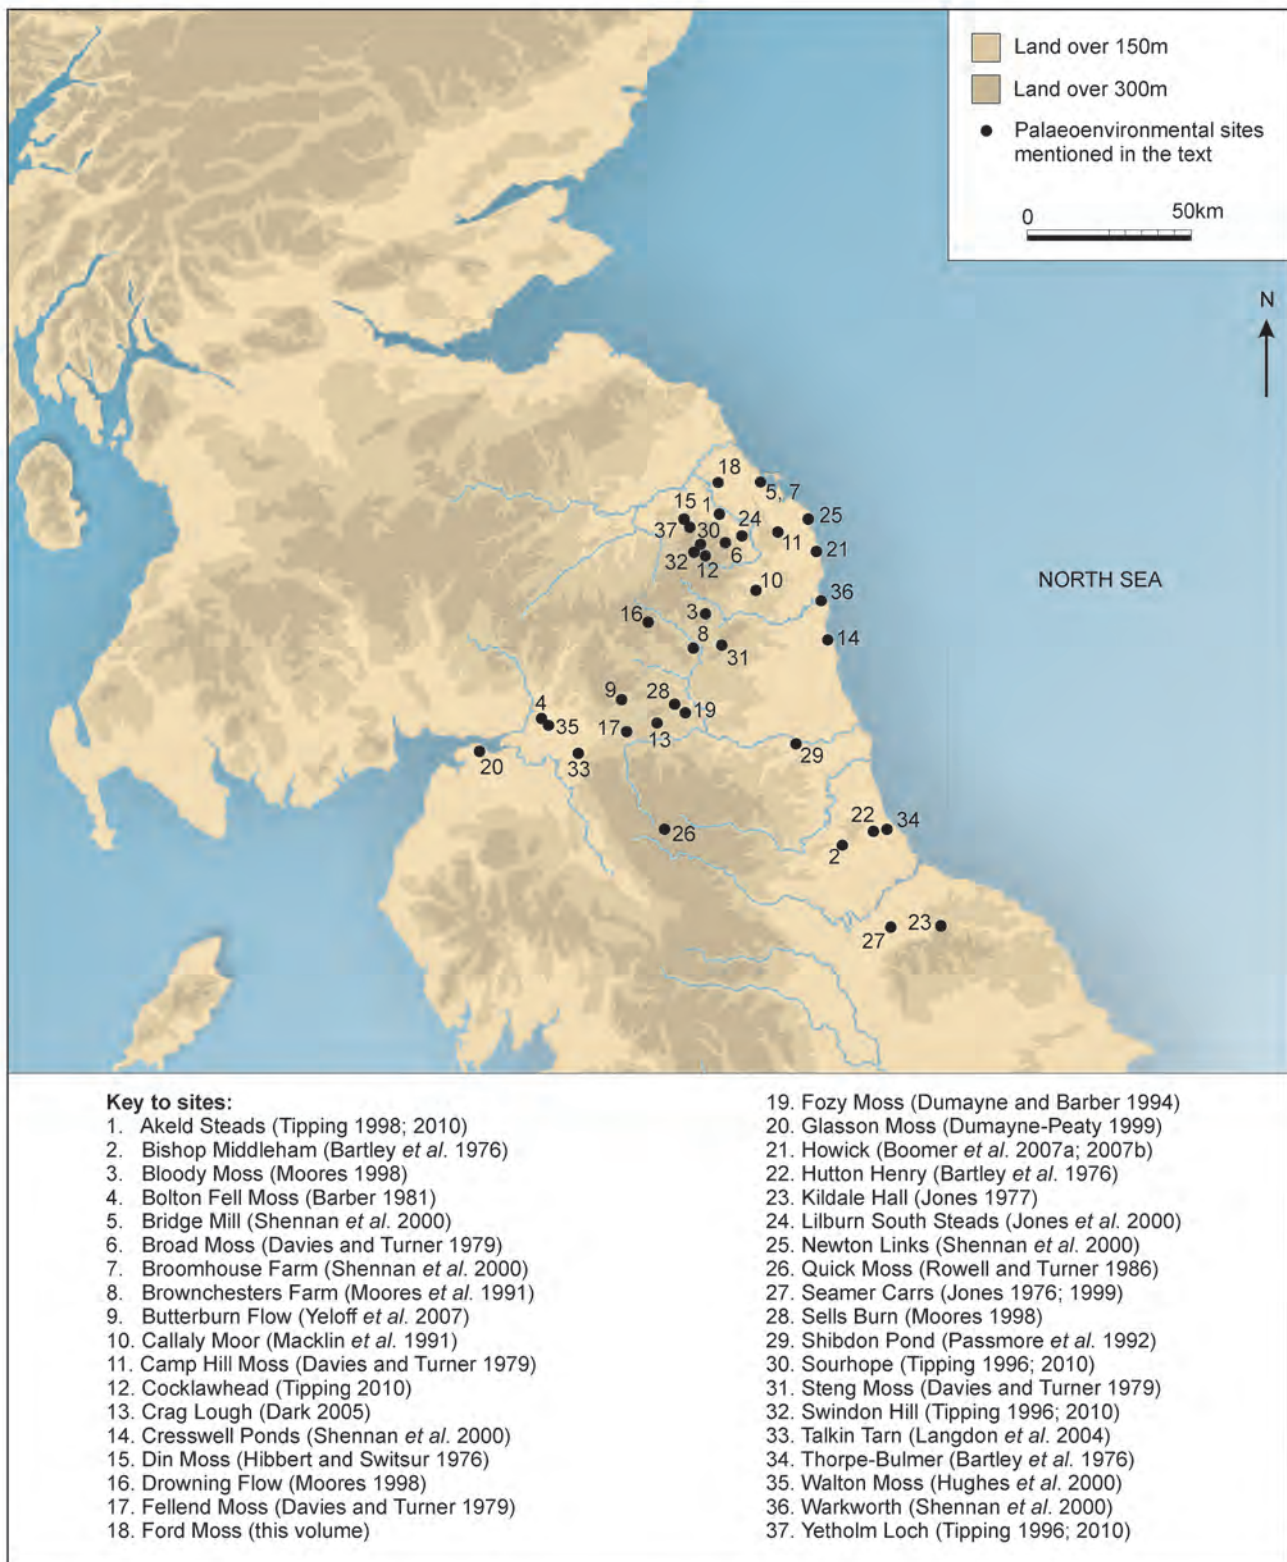 Land over 150m
Land over 300m
Palaeoenvironmental sites
mentioned in the text
0 50km
N
NORTH SEA
18
5, 7
15
1
24
25
37
30
11
32
6
21
12
10
36
3
16
14
8
31
9
28
4
19
35
17
13
29
20
33
22
34
26
2
27
23
Key to sites:
1. Akeld Steads (Tipping 1998; 2010)
2. Bishop Middleham (Bartley et al. 1976)
3. Bloody Moss (Moores 1998)
4. Bolton Fell Moss (Barber 1981)
5. Bridge Mill (Shennan et al. 2000)
6. Broad Moss (Davies and Turner 1979)
7. Broomhouse Farm (Shennan et al. 2000)
8. Brownchesters Farm (Moores et al. 1991)
9. Butterburn Flow (Yeloff et al. 2007)
10. Callaly Moor (Macklin et al. 1991)
11. Camp Hill Moss (Davies and Turner 1979)
12. Cocklawhead (Tipping 2010)
13. Crag Lough (Dark 2005)
14. Cresswell Ponds (Shennan et al. 2000)
15. Din Moss (Hibbert and Switsur 1976)
16. Drowning Flow (Moores 1998)
17. Fellend Moss (Davies and Turner 1979)
18. Ford Moss (this volume)
19. Fozy Moss (Dumayne and Barber 1994)
20. Glasson Moss (Dumayne-Peaty 1999)
21. Howick (Boomer et al. 2007a; 2007b)
22. Hutton Henry (Bartley et al. 1976)
23. Kildale Hall (Jones 1977)
24. Lilburn South Steads (Jones et al. 2000)
25. Newton Links (Shennan et al. 2000)
26. Quick Moss (Rowell and Turner 1986)
27. Seamer Carrs (Jones 1976; 1999)
28. Sells Burn (Moores 1998)
29. Shibdon Pond (Passmore et al. 1992)
30. Sourhope (Tipping 1996; 2010)
31. Steng Moss (Davies and Turner 1979)
32. Swindon Hill (Tipping 1996; 2010)
33. Talkin Tarn (Langdon et al. 2004)
34. Thorpe-Bulmer (Bartley et al. 1976)
35. Walton Moss (Hughes et al. 2000)
36. Warkworth (Shennan et al. 2000)
37. Yetholm Loch (Tipping 1996; 2010)